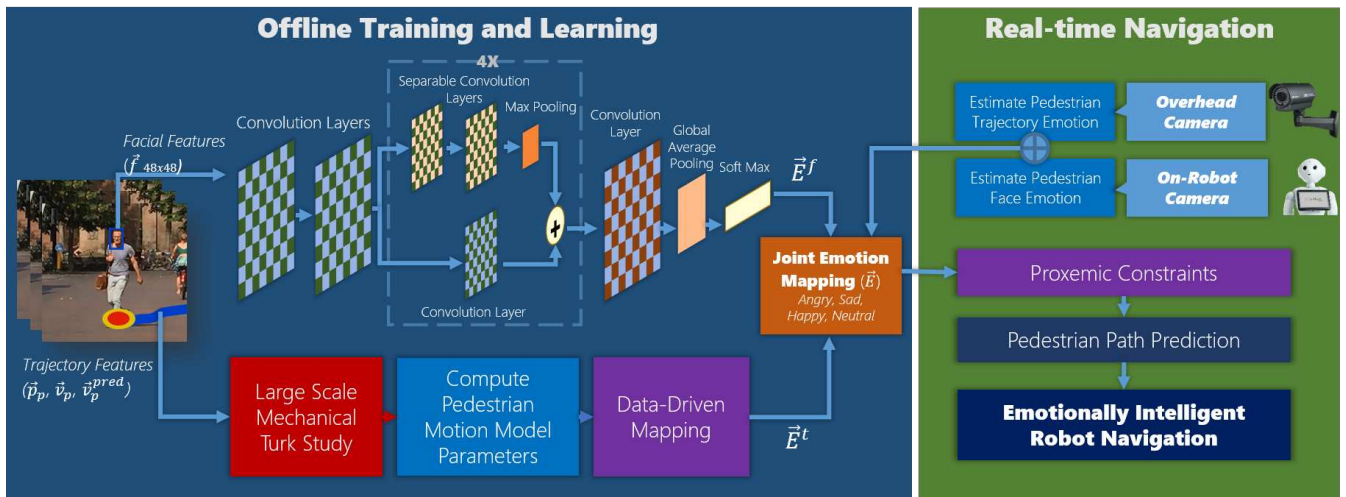 Offline Training and Learning
Facial Features
(f⃗ 48x48)
Convolution Layers
4X
Separable Convolution
Layers
Max Pooling
Convolution Layer
Convolution
Layer
Global
Average
Pooling
Soft Max
E⃗ᶠ
Trajectory Features
(p⃗ₚ, v⃗ₚ, v⃗ₚᵖʳᵉᵈ)
Large Scale
Mechanical
Turk Study
Compute
Pedestrian
Motion Model
Parameters
Data-Driven
Mapping
E⃗ᵗ
Joint Emotion
Mapping (E⃗)
Angry, Sad,
Happy, Neutral
Real-time Navigation
Estimate Pedestrian
Trajectory Emotion
Overhead
Camera
Estimate Pedestrian
Face Emotion
On-Robot
Camera
Proxemic Constraints
Pedestrian Path Prediction
Emotionally Intelligent
Robot Navigation